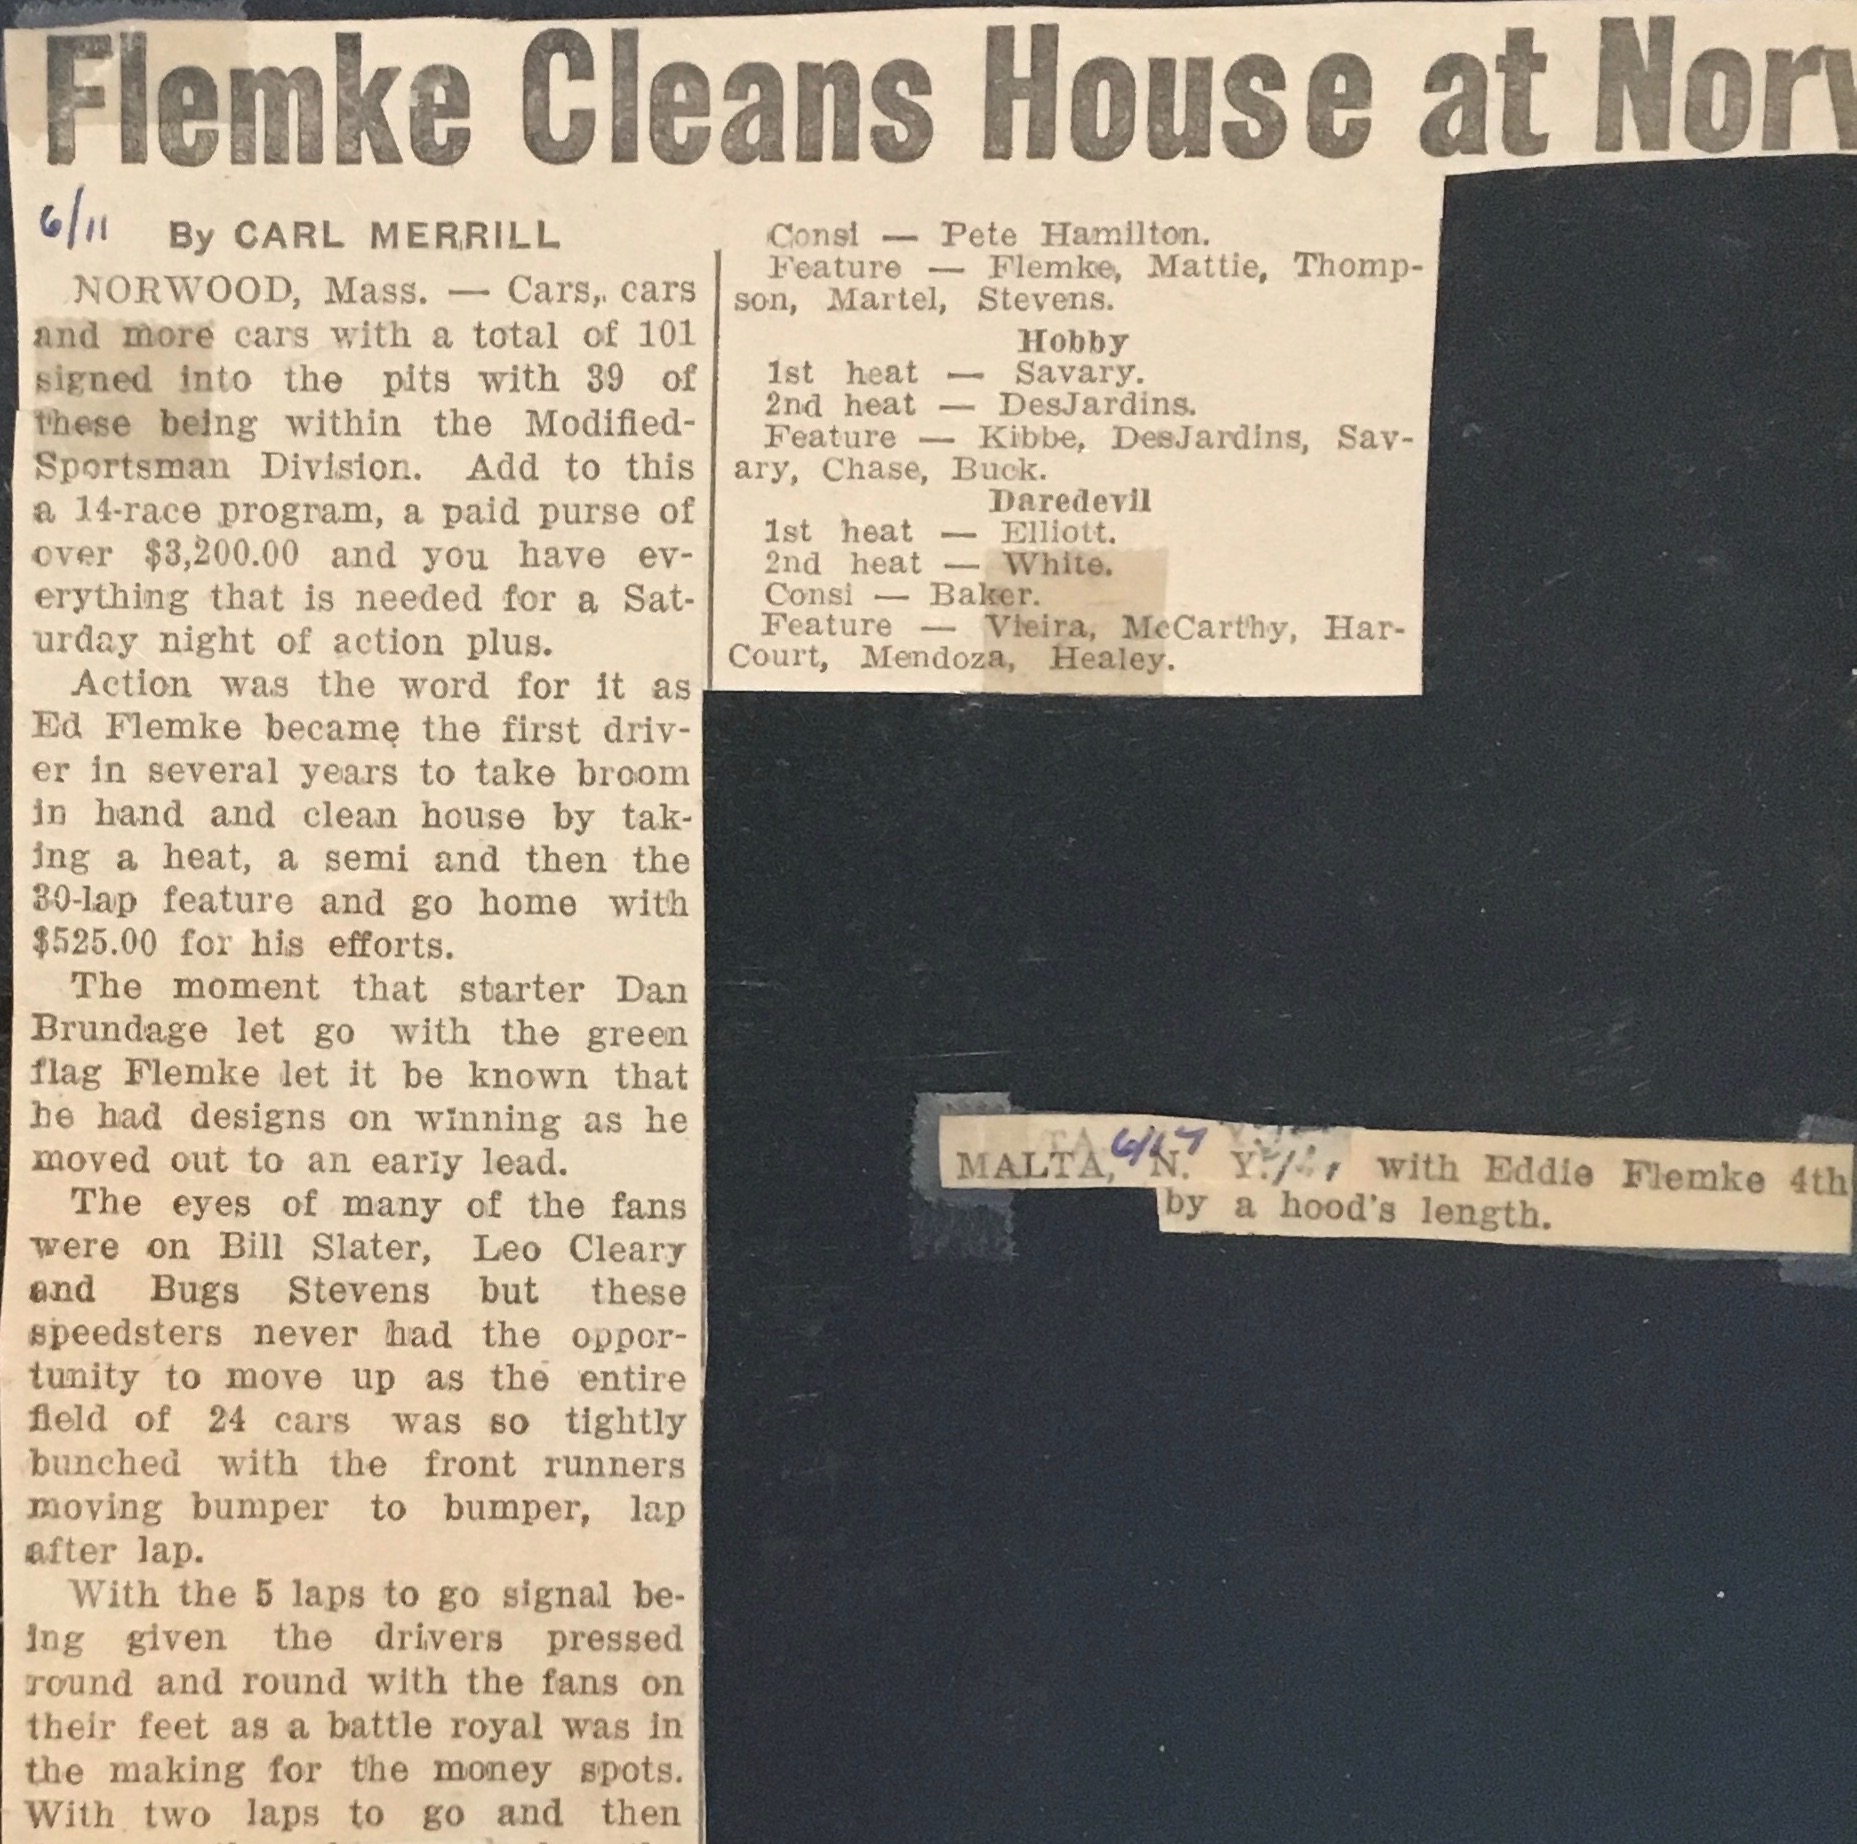 Flemke Cleans House at Norw
6/11 By CARL MERRILL
NORWOOD, Mass. — Cars, cars
and more cars with a total of 101
signed into the pits with 39 of
these being within the Modified-
Sportsman Division. Add to this
a 14-race program, a paid purse of
over $3,200.00 and you have ev-
erything that is needed for a Sat-
urday night of action plus.
Action was the word for it as
Ed Flemke became the first driv-
er in several years to take broom
in hand and clean house by tak-
ing a heat, a semi and then the
30-lap feature and go home with
$525.00 for his efforts.
The moment that starter Dan
Brundage let go with the green
flag Flemke let it be known that
he had designs on winning as he
moved out to an early lead.
The eyes of many of the fans
were on Bill Slater, Leo Cleary
and Bugs Stevens but these
speedsters never had the oppor-
tunity to move up as the entire
field of 24 cars was so tightly
bunched with the front runners
moving bumper to bumper, lap
after lap.
With the 5 laps to go signal be-
ing given the drivers pressed
round and round with the fans on
their feet as a battle royal was in
the making for the money spots.
With two laps to go and then
Consi — Pete Hamilton.
Feature — Flemke, Mattie, Thomp-
son, Martel, Stevens.
Hobby
1st heat — Savary.
2nd heat — DesJardins.
Feature — Kibbe, DesJardins, Sav-
ary, Chase, Buck.
Daredevil
1st heat — Elliott.
2nd heat — White.
Consi — Baker.
Feature — Vieira, McCarthy, Har-
Court, Mendoza, Healey.
MALTA, N. Y. with Eddie Flemke 4th
by a hood's length.